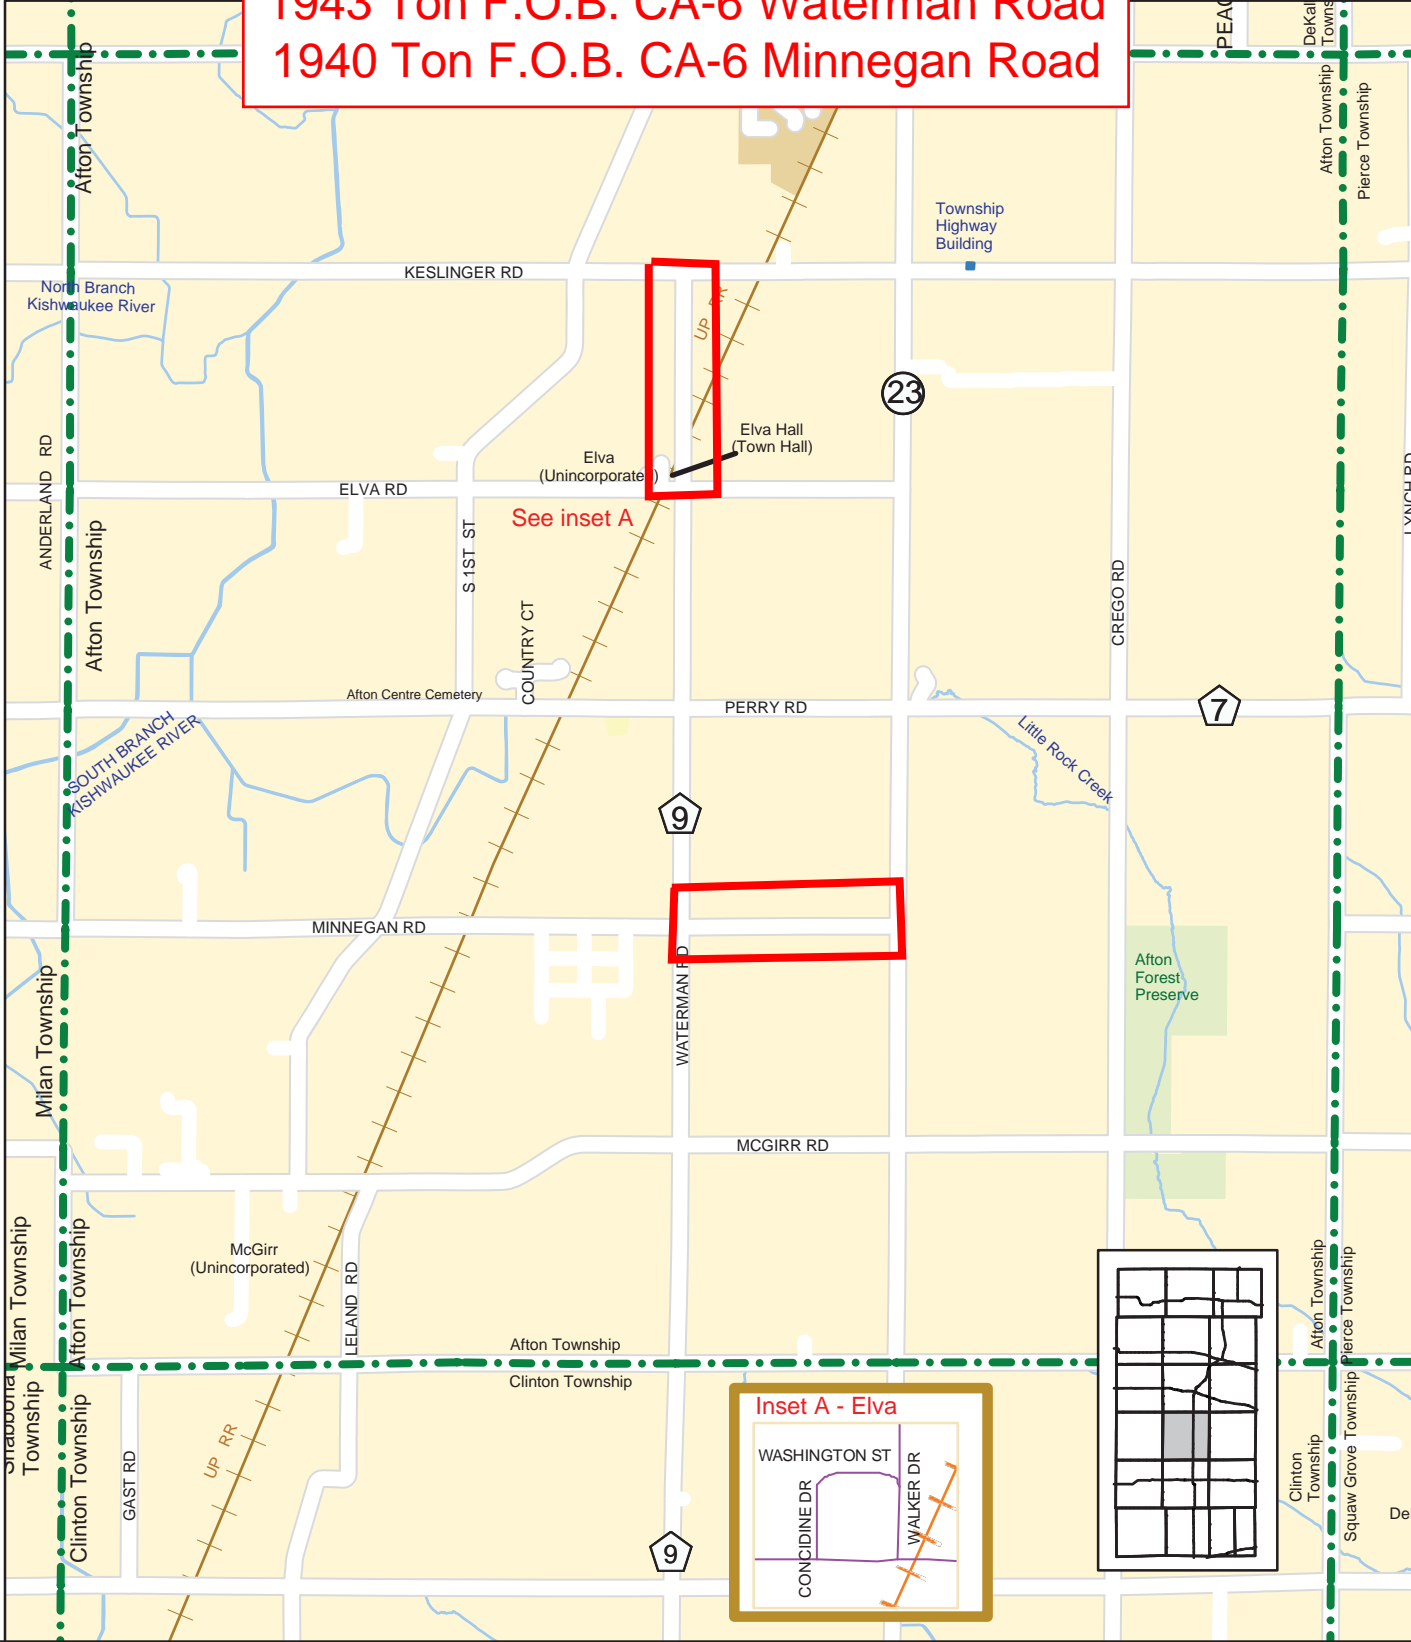 1943 Ton F.O.B. CA-6 Waterman Road
1940 Ton F.O.B. CA-6 Minnegan Road
Afton Township
DeKal
Towns
Afton Township
Pierce Township
Township
Highway
Building
KESLINGER RD
North Branch
Kishwaukee River
UP RR
23
Elva Hall
(Town Hall)
Elva
(Unincorporated)
ELVA RD
See inset A
ANDERLAND RD
S 1ST ST
LYNCH RD
Afton Township
COUNTRY CT
CREGO RD
Afton Centre Cemetery
PERRY RD
7
SOUTH BRANCH
KISHWAUKEE RIVER
Little Rock Creek
9
MINNEGAN RD
WATERMAN RD
Afton
Forest
Preserve
Milan Township
MCGIRR RD
McGirr
(Unincorporated)
Milan Township
Afton Township
LELAND RD
Afton Township
Pierce Township
Afton Township
Clinton Township
Shabbona
Township
Clinton Township
GAST RD
UP RR
9
Inset A - Elva
WASHINGTON ST
CONCIDINE DR
WALKER DR
Clinton
Township
Squaw Grove Township
De